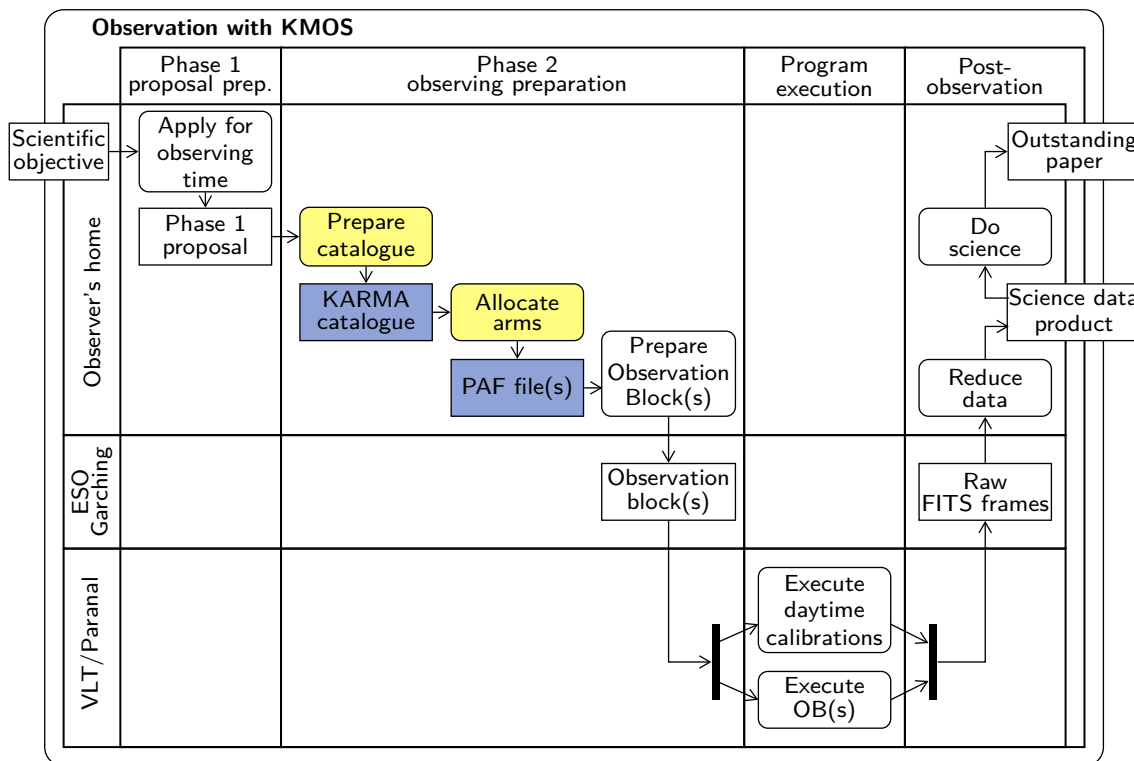 Observation with KMOS
Phase 1
proposal prep.
Phase 2
observing preparation
Program
execution
Post-
observation
Observer's home
Scientific
objective
Apply for
observing
time
Phase 1
proposal
Prepare
catalogue
KARMA
catalogue
Allocate
arms
PAF file(s)
Prepare
Observation
Block(s)
Outstanding
paper
Do
science
Science data
product
Reduce
data
ESO
Garching
Observation
block(s)
Raw
FITS frames
VLT/Paranal
Execute
daytime
calibrations
Execute
OB(s)